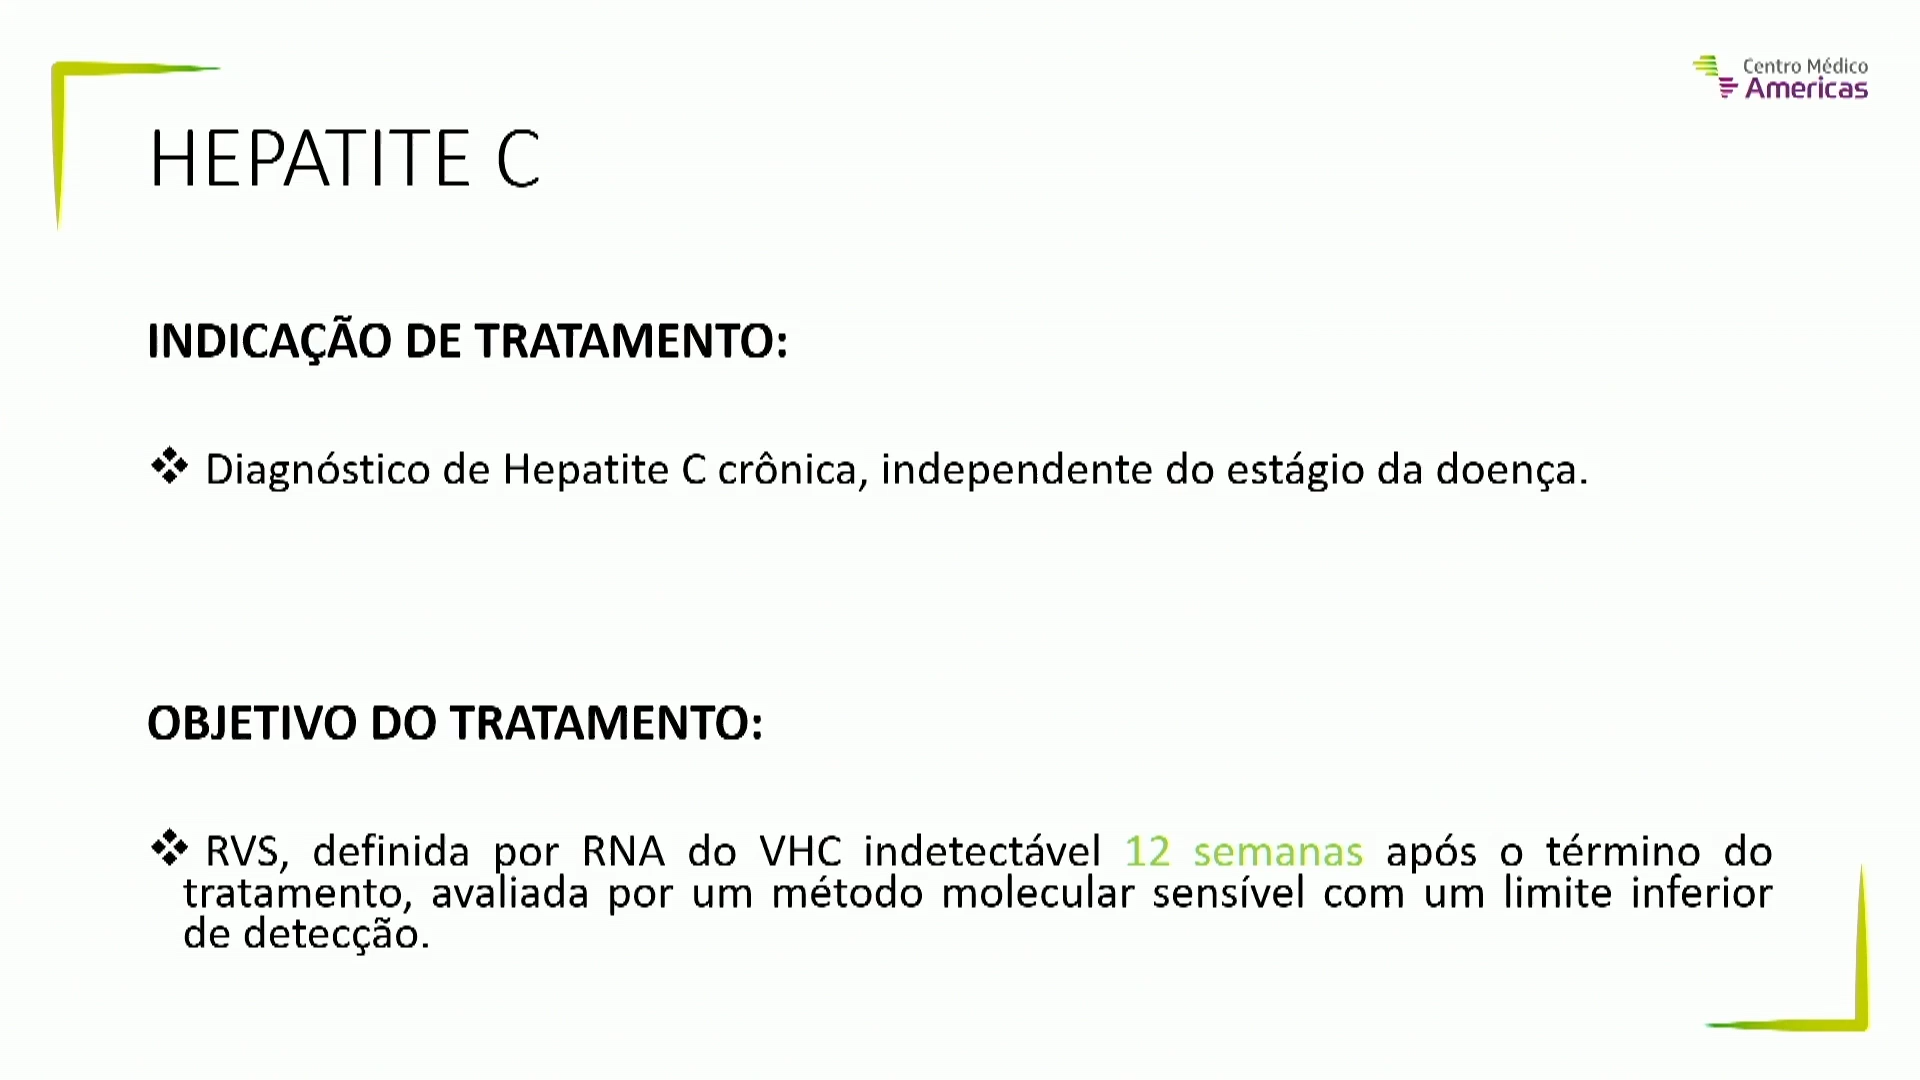 Centro Médico
Americas
HEPATITE C
INDICAÇÃO DE TRATAMENTO:
❖ Diagnóstico de Hepatite C crônica, independente do estágio da doença.
OBJETIVO DO TRATAMENTO:
❖ RVS, definida por RNA do VHC indetectável 12 semanas após o término do
tratamento, avaliada por um método molecular sensível com um limite inferior
de detecção.